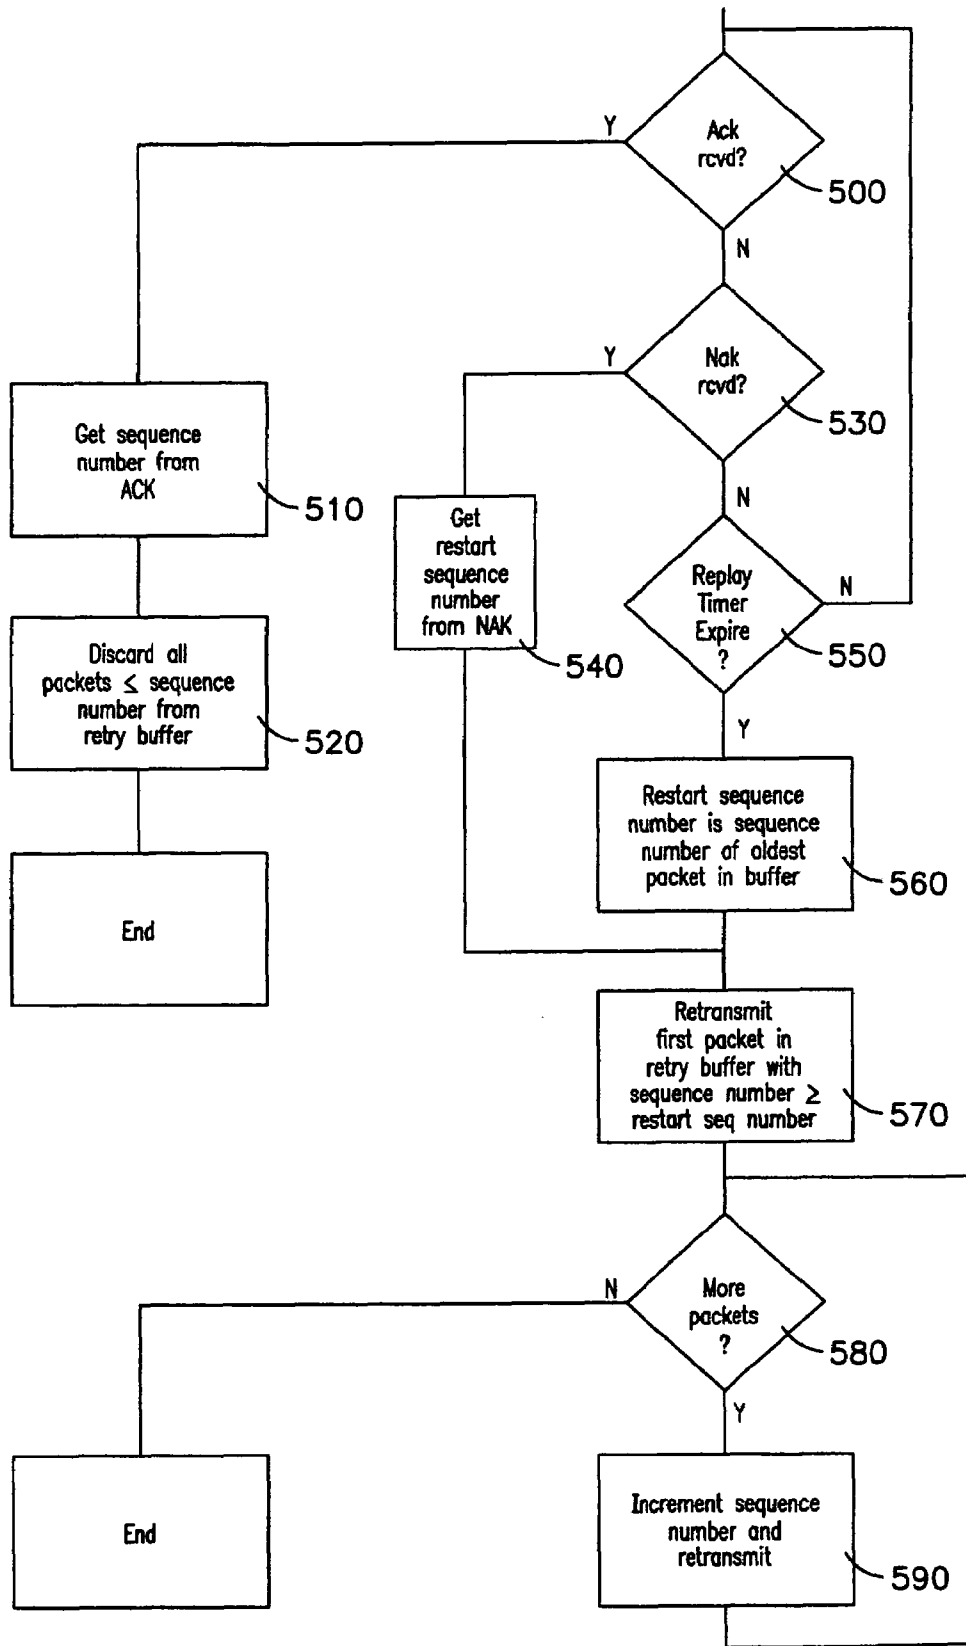 Ack
rcvd?
Y
500
N
Nak
rcvd?
Y
530
N
Get sequence
number from
ACK
510
Get
restart
sequence
number
from NAK
540
Replay
Timer
Expire
?
N
550
Y
Discard all
packets ≤ sequence
number from
retry buffer
520
Restart sequence
number is sequence
number of oldest
packet in buffer
560
End
Retransmit
first packet in
retry buffer with
sequence number ≥
restart seq number
570
More
packets
?
N
580
Y
End
Increment sequence
number and
retransmit
590